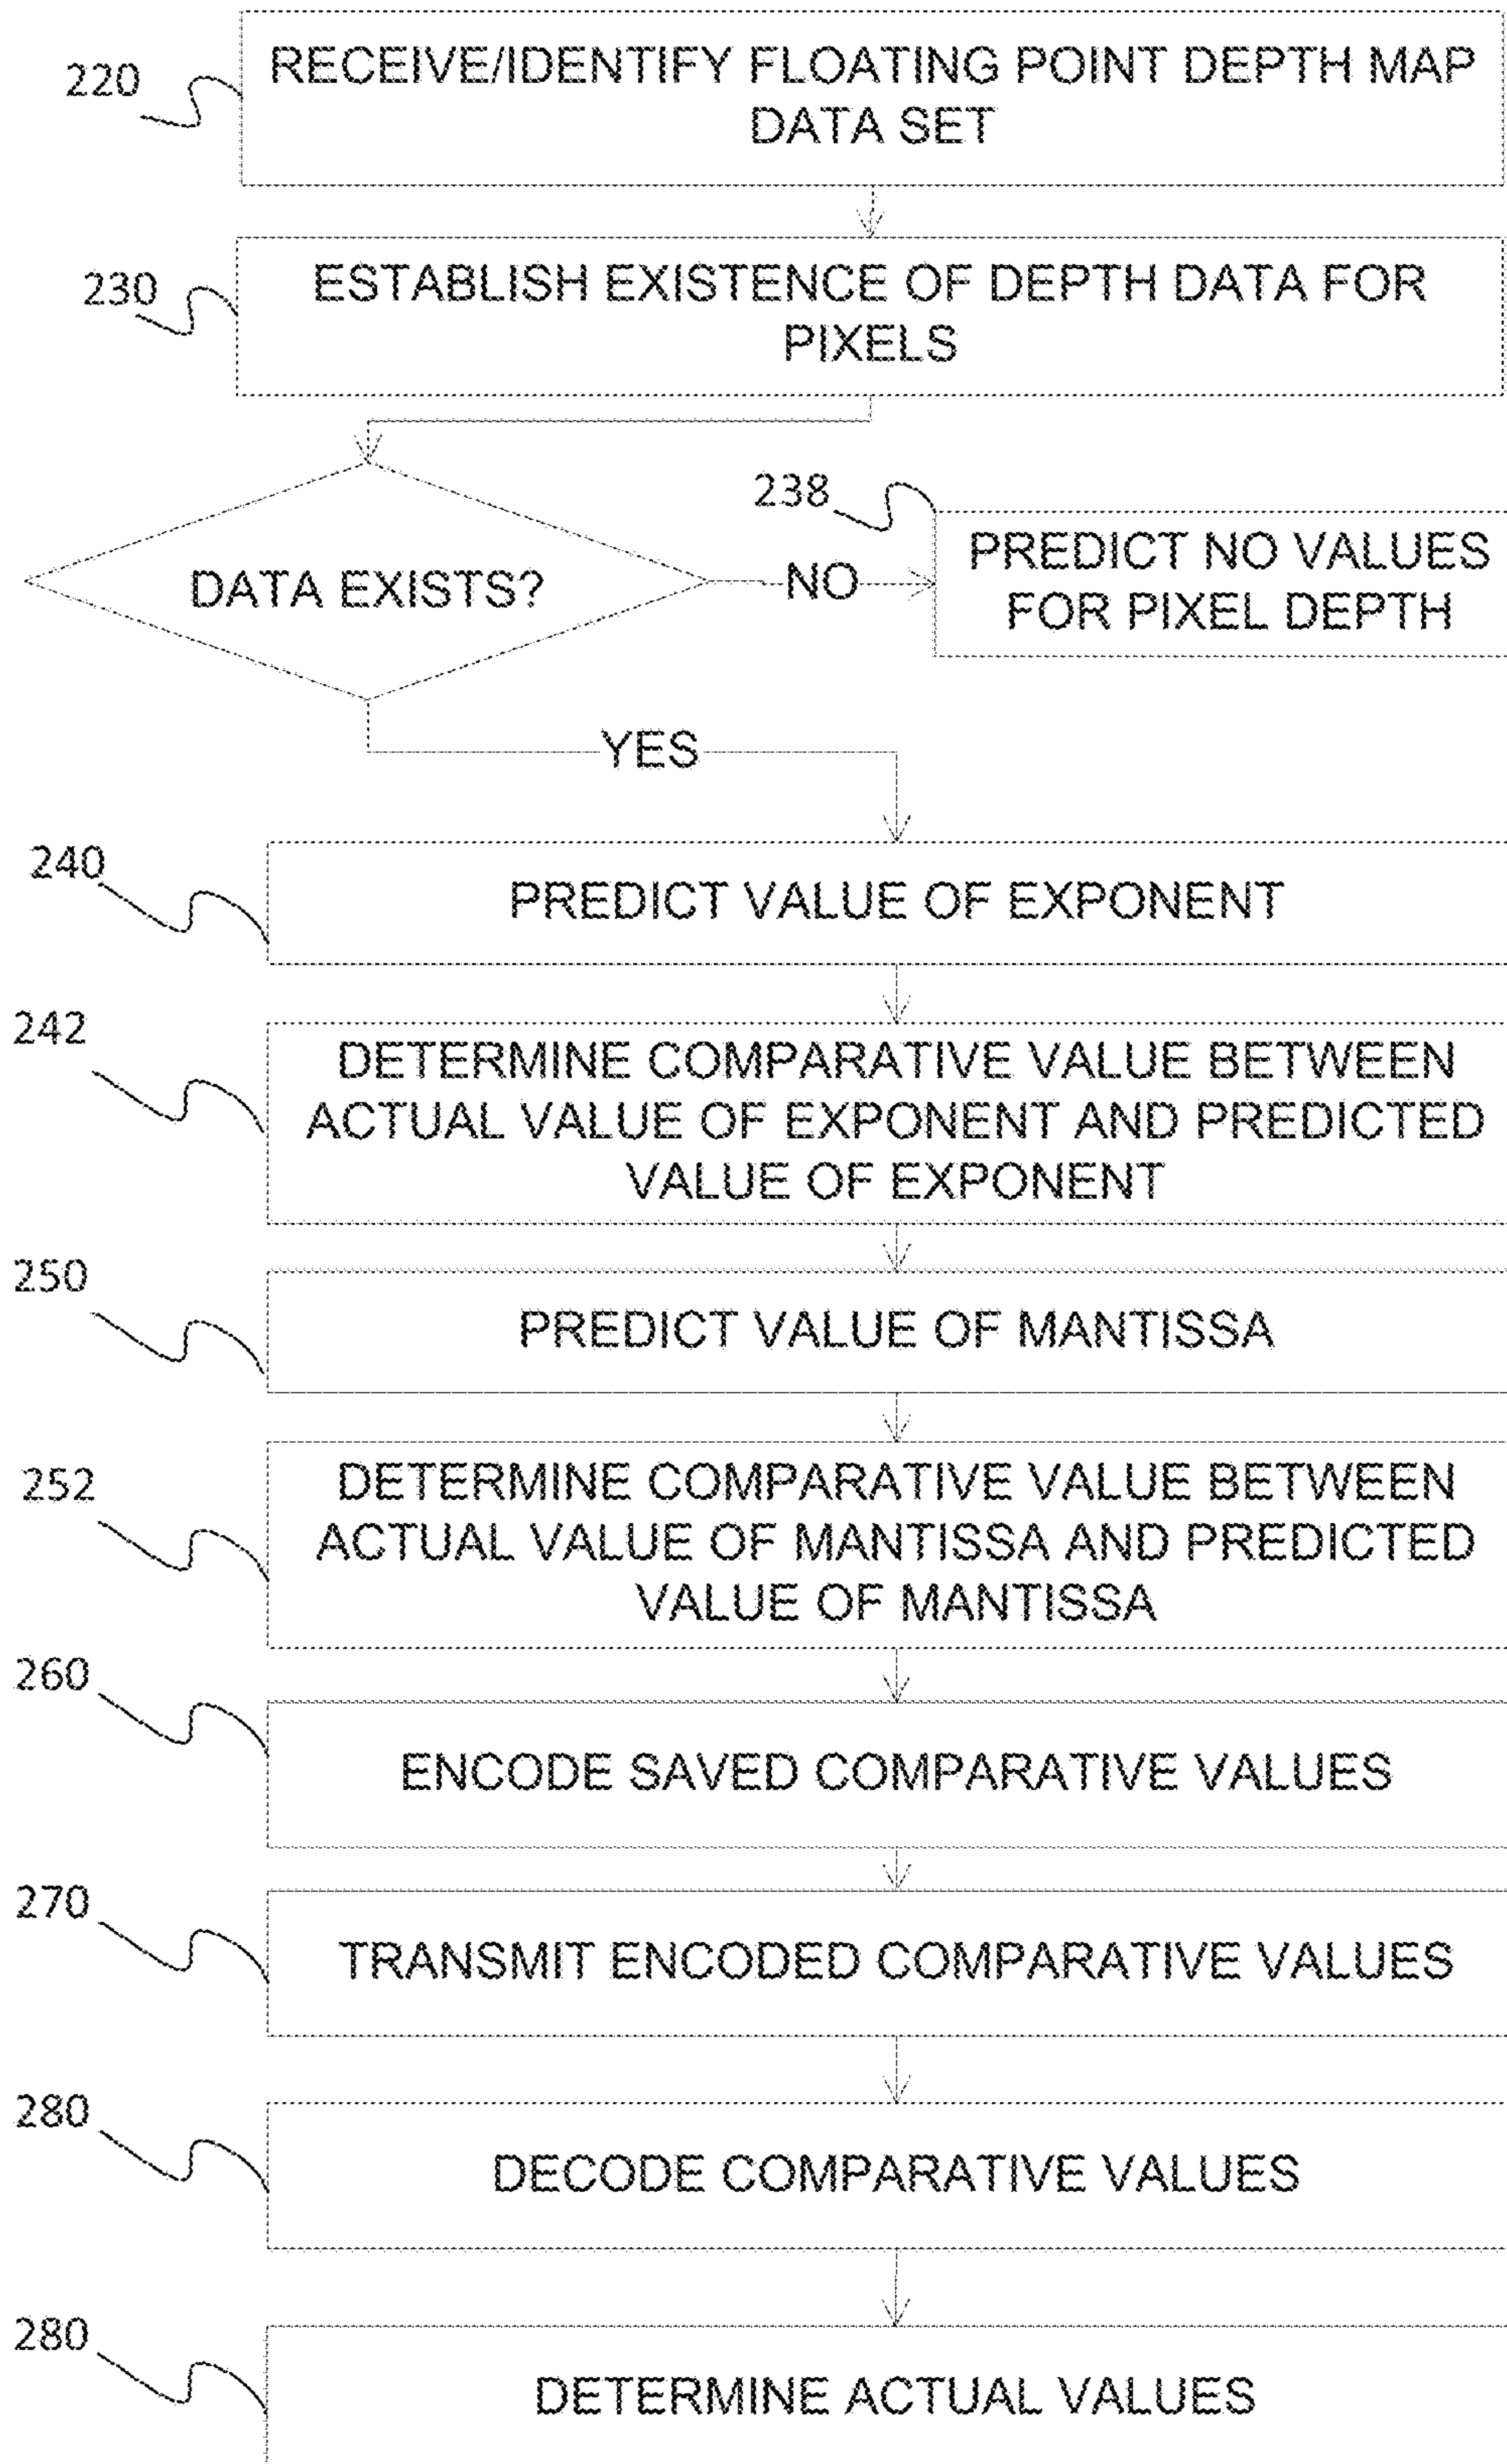 220
RECEIVE/IDENTIFY FLOATING POINT DEPTH MAP
DATA SET
230
ESTABLISH EXISTENCE OF DEPTH DATA FOR
PIXELS
DATA EXISTS?
NO
238
PREDICT NO VALUES
FOR PIXEL DEPTH
YES
240
PREDICT VALUE OF EXPONENT
242
DETERMINE COMPARATIVE VALUE BETWEEN
ACTUAL VALUE OF EXPONENT AND PREDICTED
VALUE OF EXPONENT
250
PREDICT VALUE OF MANTISSA
252
DETERMINE COMPARATIVE VALUE BETWEEN
ACTUAL VALUE OF MANTISSA AND PREDICTED
VALUE OF MANTISSA
260
ENCODE SAVED COMPARATIVE VALUES
270
TRANSMIT ENCODED COMPARATIVE VALUES
280
DECODE COMPARATIVE VALUES
280
DETERMINE ACTUAL VALUES